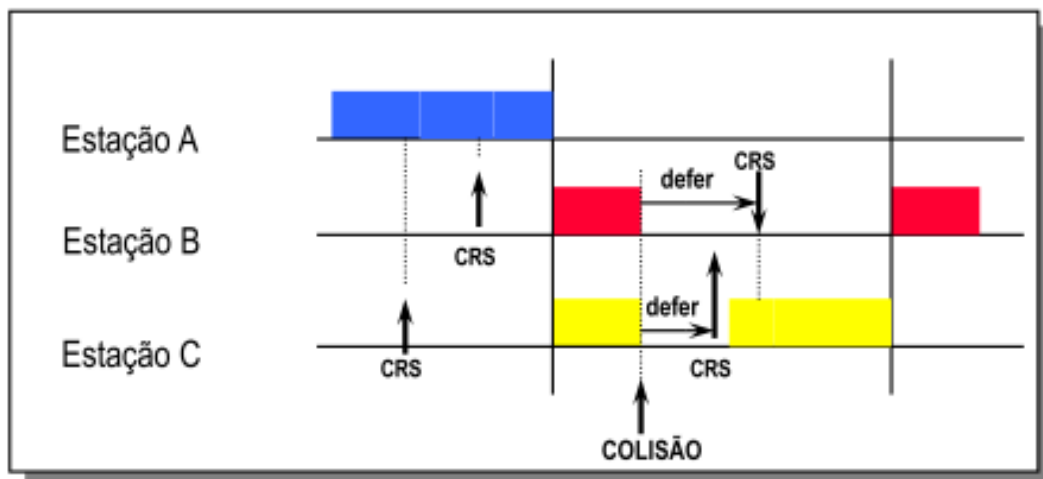 Estação A
CRS
defer
Estação B
CRS
defer
Estação C
CRS
CRS
COLISÃO